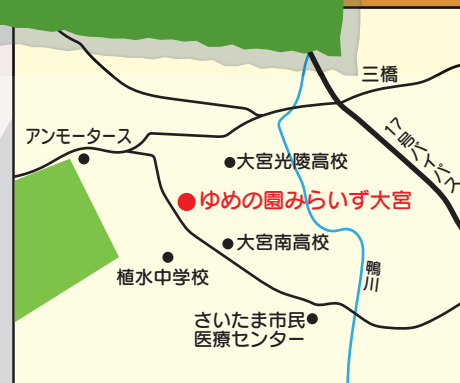 三橋
17号バイパス
アンモータース
大宮光陵高校
ゆめの園みらいず大宮
大宮南高校
植水中学校
鴨川
さいたま市民
医療センター